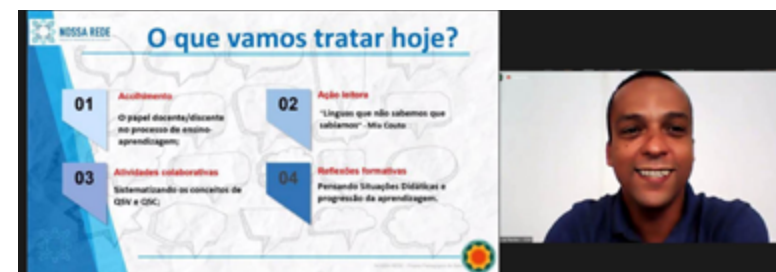 NOSSA REDE
O que vamos tratar hoje?
01
Acolhimento
O papel docente/discente
no processo de ensino-
aprendizagem;
02
Ação leitora
"Línguas que não sabemos que
sabíamos" - Mia Couto
03
Atividades colaborativas
Sistematizando os conceitos de
QSV e QSC;
04
Reflexões formativas
Pensando Situações Didáticas e
progressão da aprendizagem.